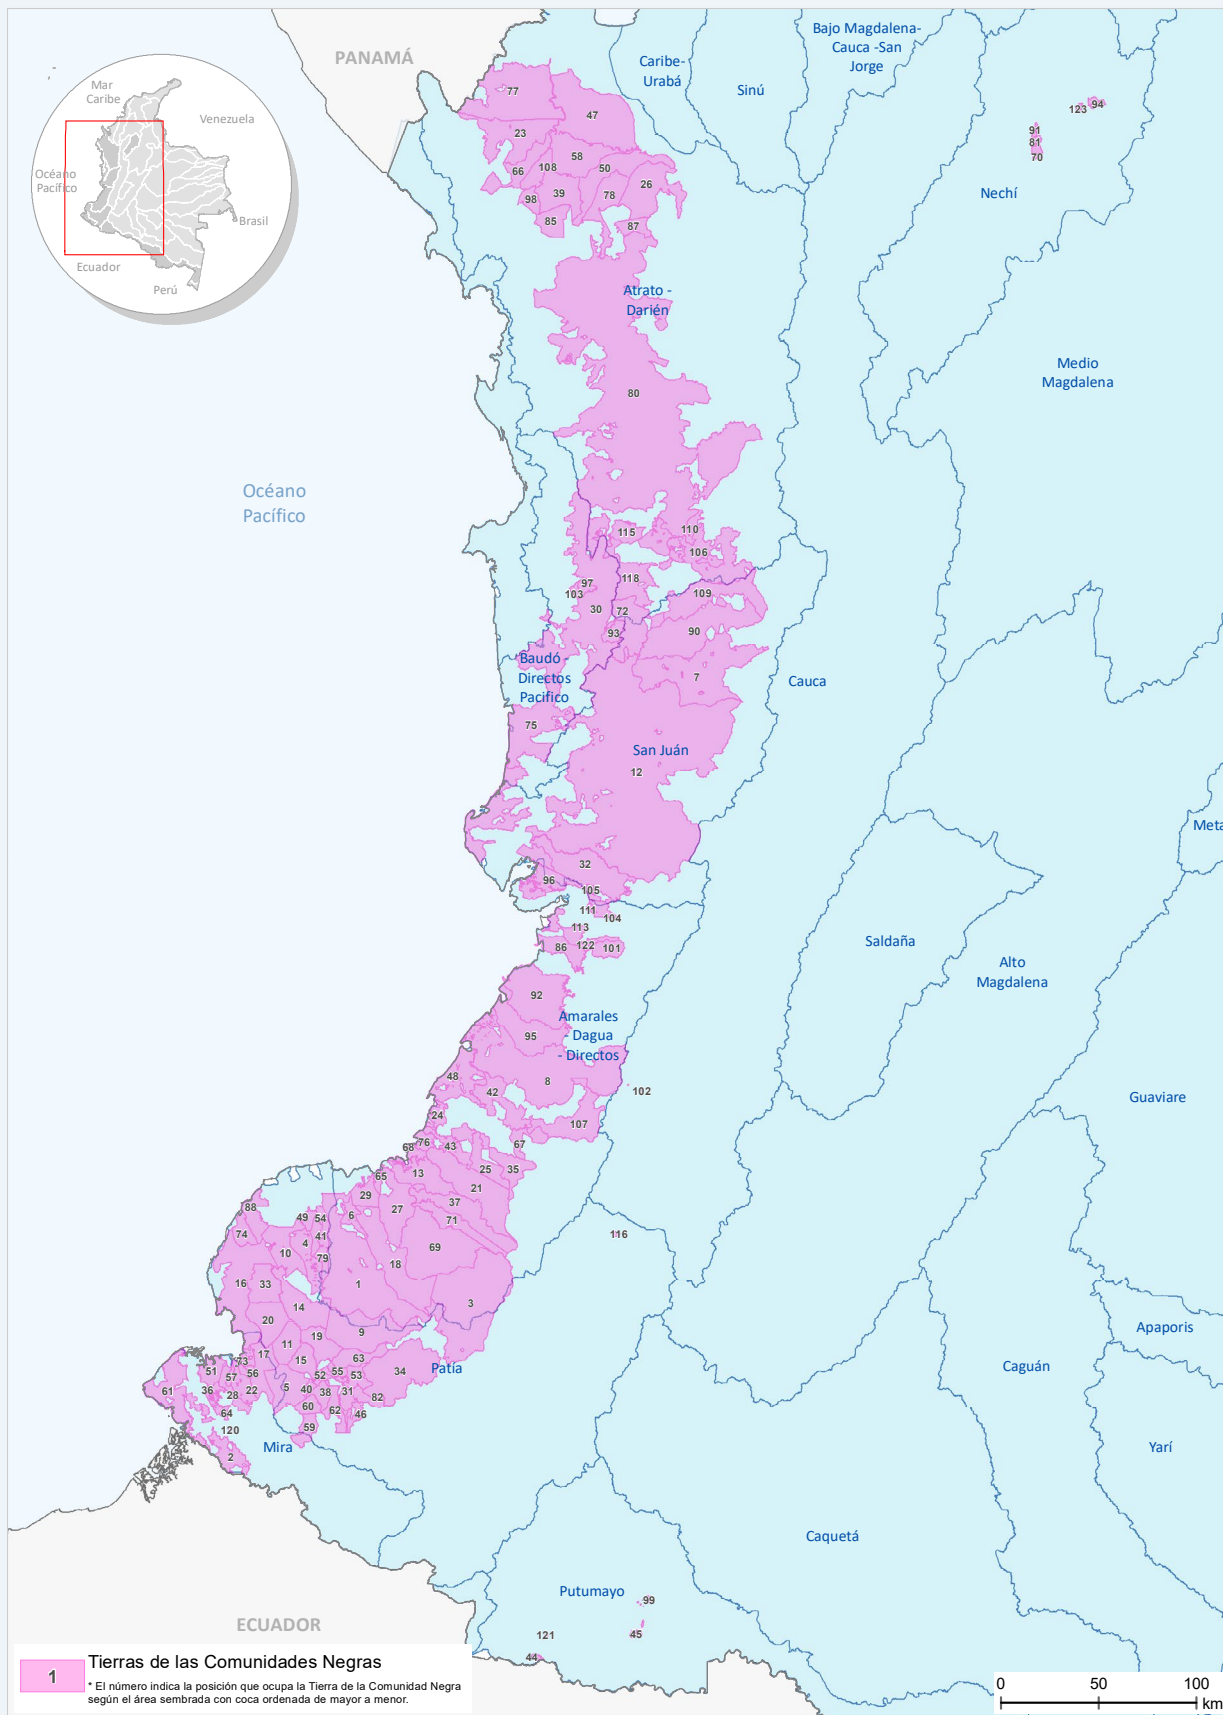 PANAMÁ
Bajo Magdalena-
Cauca -San
Jorge
Caribe-
Urabá
Sinú
Mar
Caribe
Venezuela
Océano
Pacífico
Brasil
Ecuador
Perú
77
47
23
58
108
50
66
26
39
78
98
85
87
123
94
91
81
70
Nechí
Atrato -
Darién
Medio
Magdalena
80
Océano
Pacífico
115
110
106
97
118
103
109
30
72
93
90
Baudó -
Directos
Pacifico
7
Cauca
75
San Juán
12
Meta
32
96
105
111
104
113
86
122
101
Saldaña
Alto
Magdalena
92
Amarales
- Dagua
- Directos
95
8
48
42
102
Guaviare
24
107
76
68
43
67
65
13
25
35
21
29
27
37
88
49
54
6
71
74
41
4
10
79
69
116
18
16
33
1
14
3
20
19
9
11
Apaporis
17
15
63
73
51
57
56
52
55
53
34
Patía
Caguán
61
36
28
22
5
40
38
31
82
64
60
62
46
120
59
Mira
2
Yarí
Caquetá
Putumayo
99
121
45
44
ECUADOR
1
Tierras de las Comunidades Negras
* El número indica la posición que ocupa la Tierra de la Comunidad Negra
según el área sembrada con coca ordenada de mayor a menor.
0 50 100
km